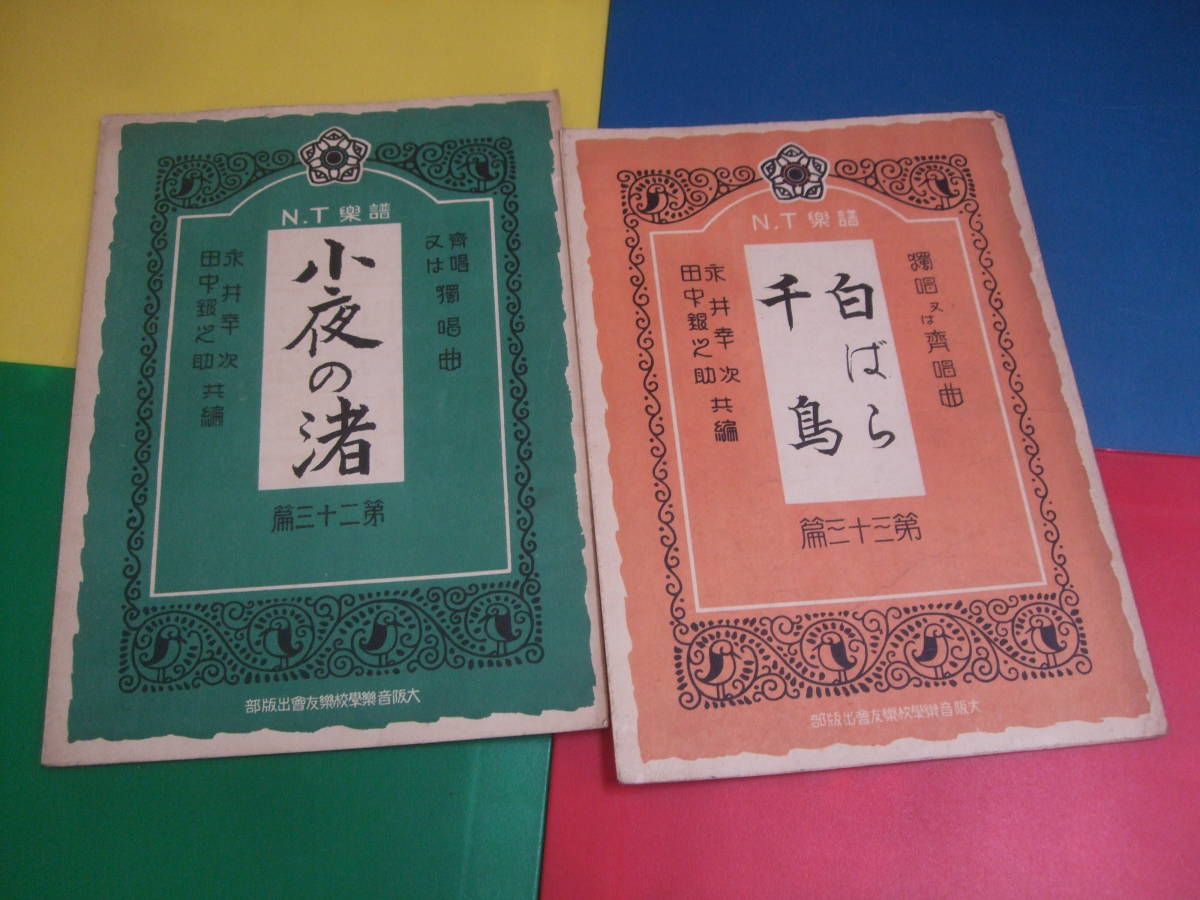 N.T 樂譜
齊唱又は獨唱曲
小夜の渚
永井幸次
田中銀之助
共編
第二十三篇
大阪音樂學校樂友會出版部
N.T 樂譜
獨唱又は齊唱曲
白ばら
千鳥
永井幸次
田中銀之助
共編
第三十三篇
大阪音樂學校樂友會出版部